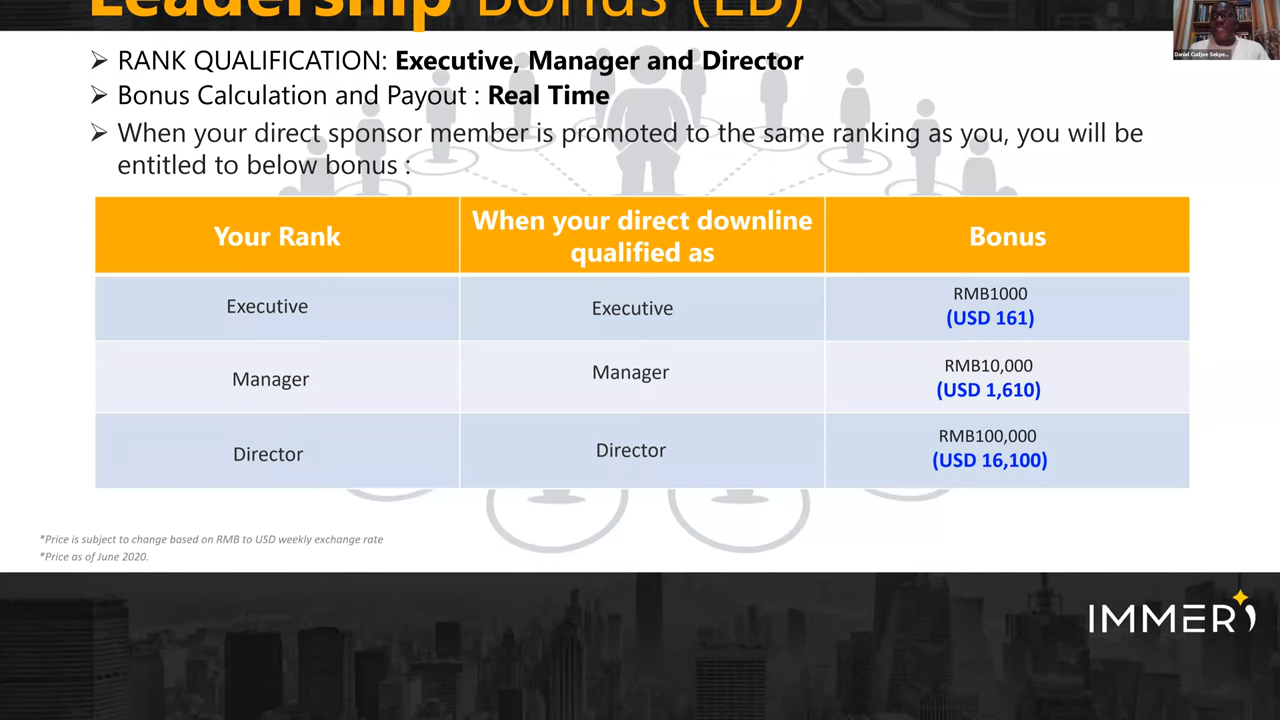 Leadership Bonus (LB)
➢ RANK QUALIFICATION: Executive, Manager and Director
➢ Bonus Calculation and Payout : Real Time
➢ When your direct sponsor member is promoted to the same ranking as you, you will be
entitled to below bonus :
Your Rank
When your direct downline
qualified as
Bonus
Executive
Executive
RMB1000
(USD 161)
Manager
Manager
RMB10,000
(USD 1,610)
Director
Director
RMB100,000
(USD 16,100)
*Price is subject to change based on RMB to USD weekly exchange rate
*Price as of June 2020.
IMMERI
Daniel Cudjoe Sekpe...